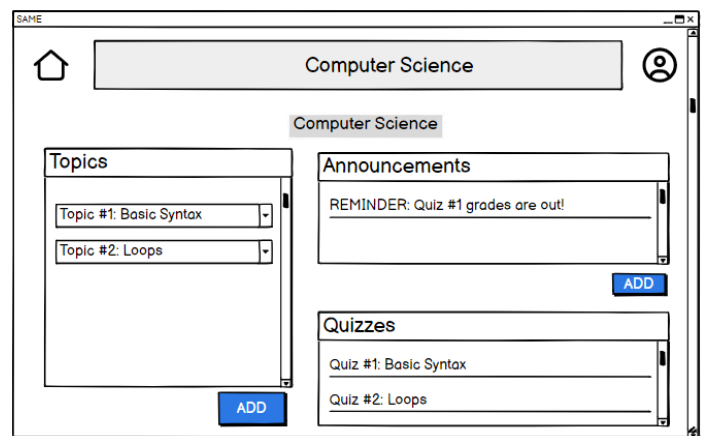 SAME
Computer Science
Computer Science
Topics
Topic #1: Basic Syntax
Topic #2: Loops
ADD
Announcements
REMINDER: Quiz #1 grades are out!
ADD
Quizzes
Quiz #1: Basic Syntax
Quiz #2: Loops